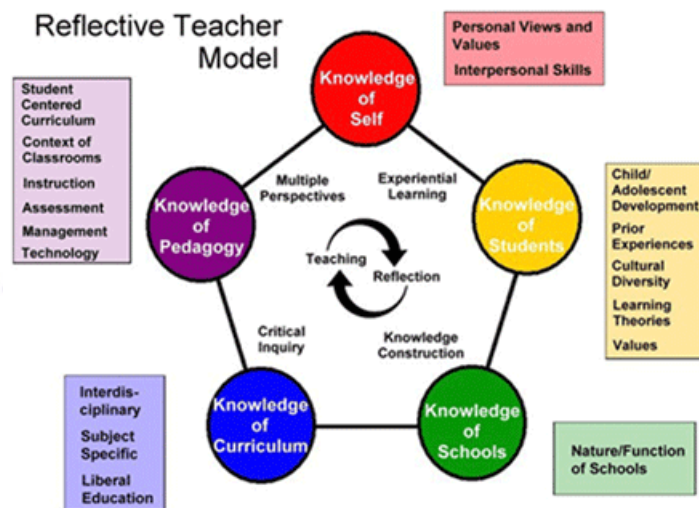 Reflective Teacher
Model
Personal Views and
Values
Interpersonal Skills
Knowledge
of
Self
Student
Centered
Curriculum
Context of
Classrooms
Instruction
Assessment
Management
Technology
Knowledge
of
Pedagogy
Multiple
Perspectives
Experiential
Learning
Knowledge
of
Students
Child/
Adolescent
Development
Prior
Experiences
Cultural
Diversity
Learning
Theories
Values
Teaching
Reflection
Critical
Inquiry
Knowledge
Construction
Interdis-
ciplinary
Subject
Specific
Liberal
Education
Knowledge
of
Curriculum
Knowledge
of
Schools
Nature/Function
of Schools